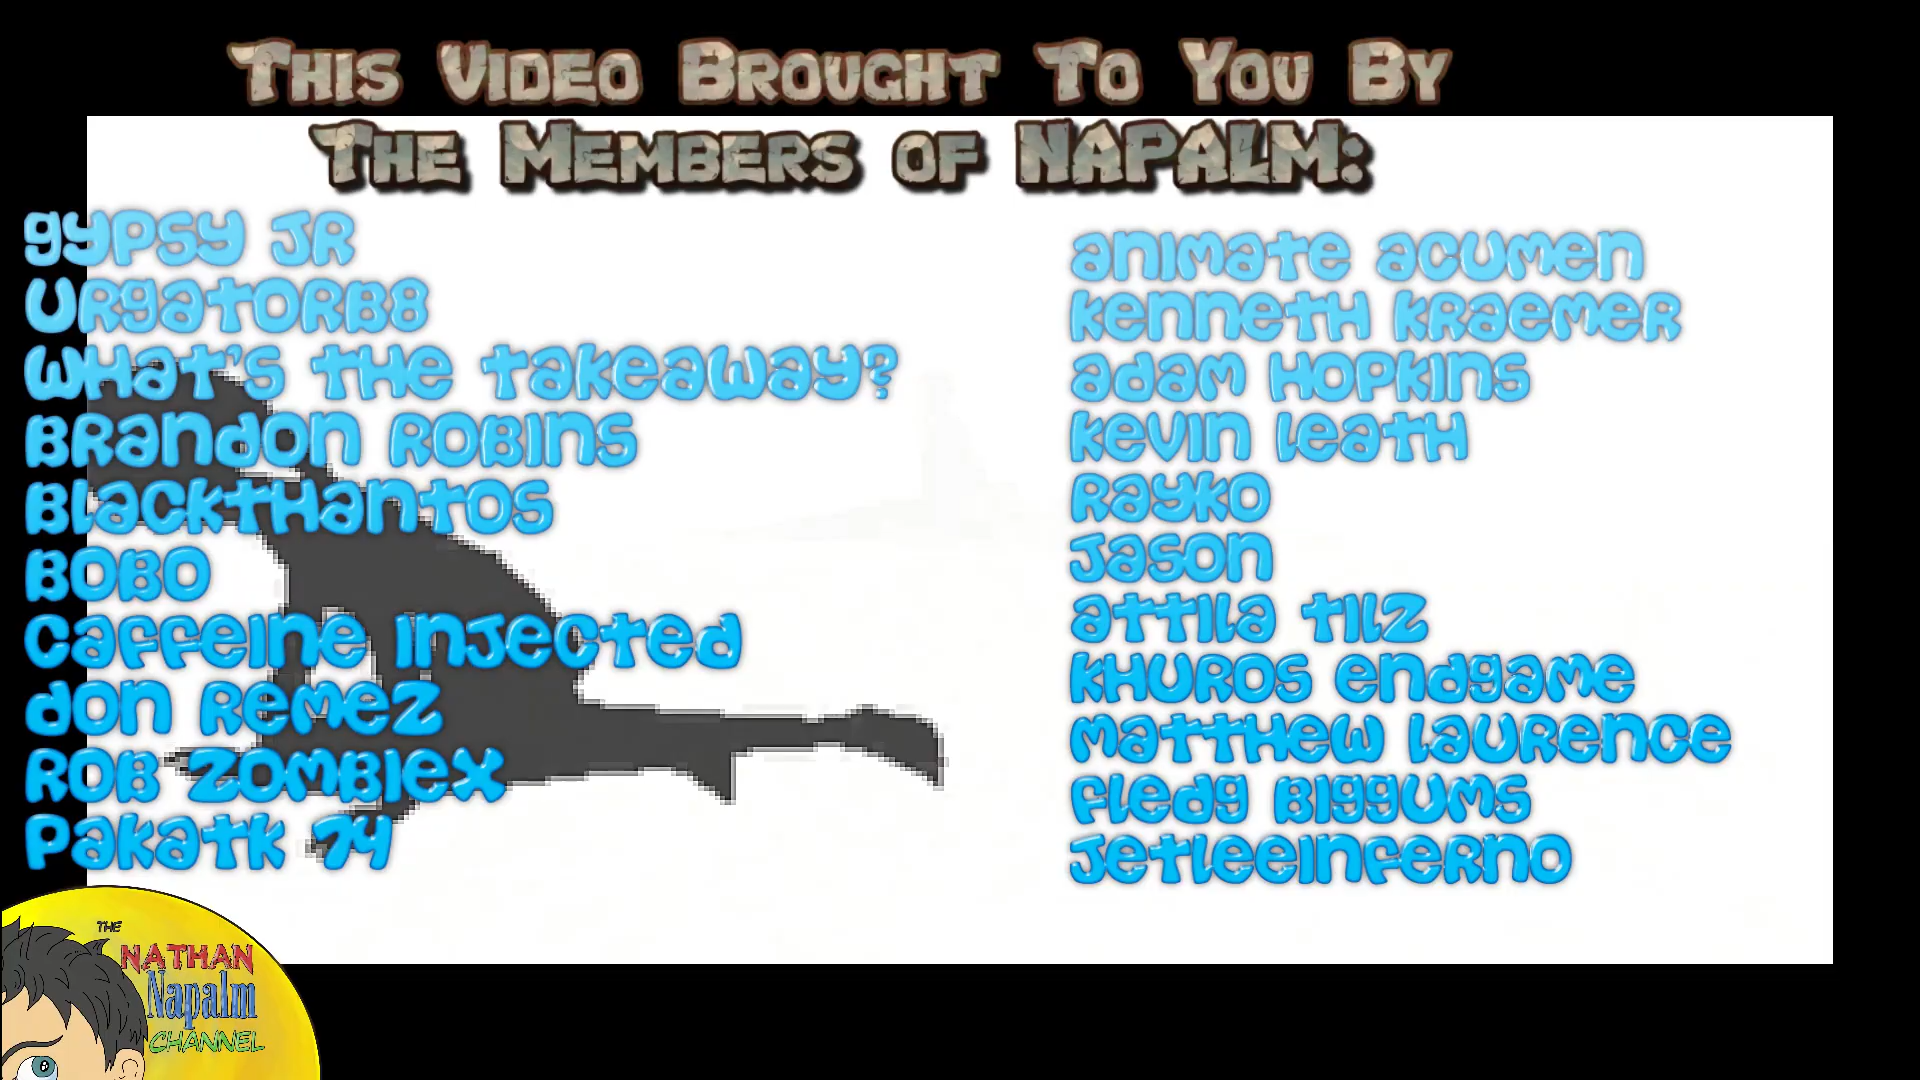 This Video Brought To You By
The Members of NAPALM:
Gypsy JR
Urgatorb8
What's the takeaway?
Brandon Robins
Blackthantos
Bobo
Caffeine Injected
Don Remez
Rob Zombiex
Pakatk 74
Animate Acumen
Kenneth Kraemer
Adam Hopkins
Kevin Leath
Rayko
Jason
Attila Tilz
Khuros Endgame
Matthew Laurence
Fledg Biggums
Jetleeinferno
THE
NATHAN
Napalm
CHANNEL